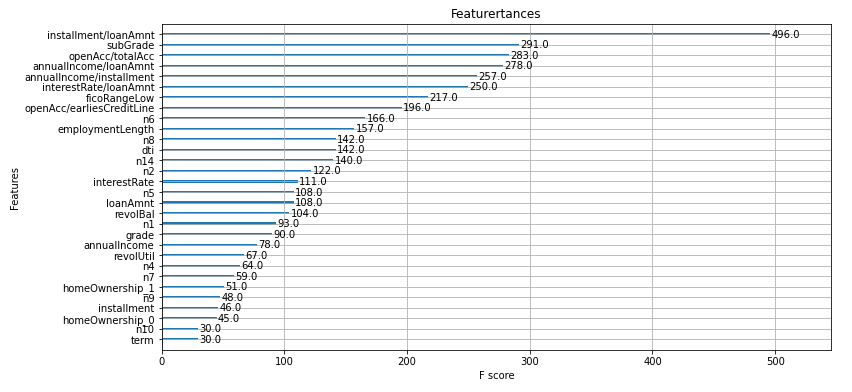 Featurertances
installment/loanAmnt 496.0
subGrade 291.0
openAcc/totalAcc 283.0
annualIncome/loanAmnt 278.0
annualIncome/installment 257.0
interestRate/loanAmnt 250.0
ficoRangeLow 217.0
openAcc/earliesCreditLine 196.0
n6 166.0
employmentLength 157.0
n8 142.0
dti 142.0
n14 140.0
n2 122.0
interestRate 111.0
n5 108.0
loanAmnt 108.0
revolBal 104.0
n1 93.0
grade 90.0
annualIncome 78.0
revolUtil 67.0
n4 64.0
n7 59.0
homeOwnership_1 51.0
n9 48.0
installment 46.0
homeOwnership_0 45.0
n10 30.0
term 30.0
Features
0 100 200 300 400 500
F score